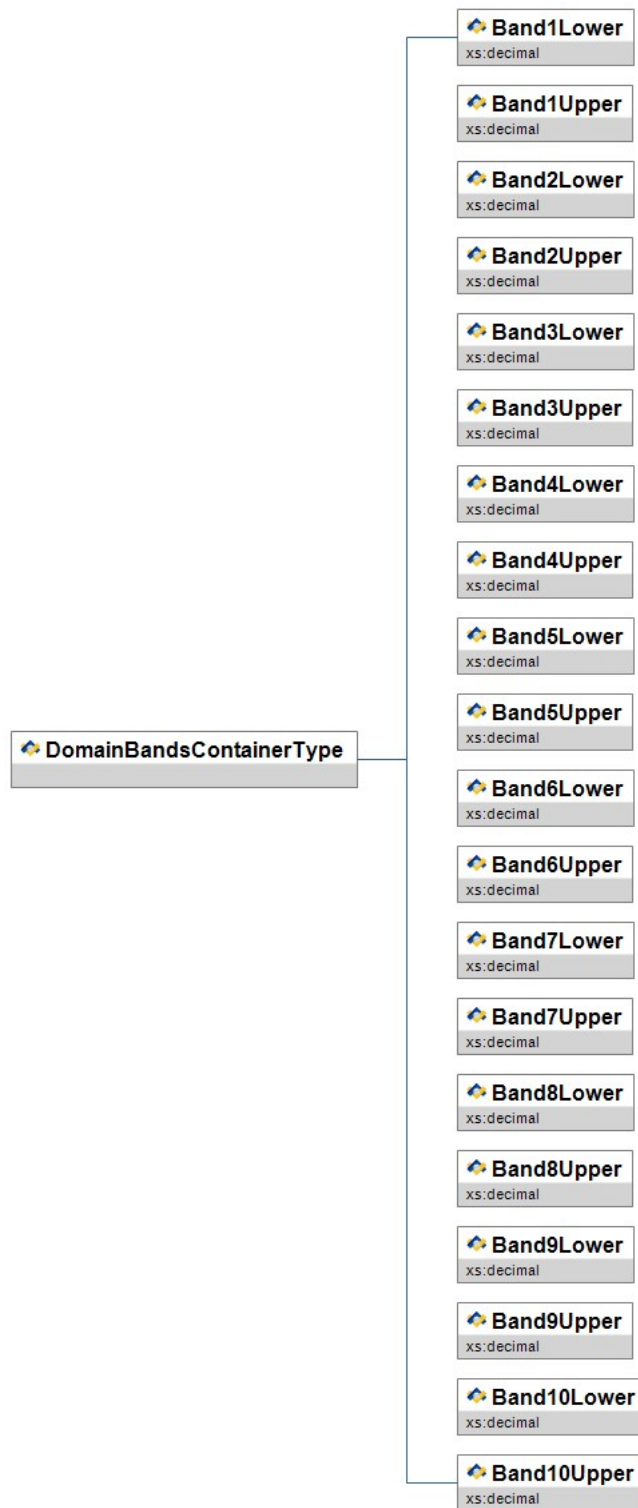 Band1Lower
xs:decimal
Band1Upper
xs:decimal
Band2Lower
xs:decimal
Band2Upper
xs:decimal
Band3Lower
xs:decimal
Band3Upper
xs:decimal
Band4Lower
xs:decimal
Band4Upper
xs:decimal
Band5Lower
xs:decimal
Band5Upper
xs:decimal
DomainBandsContainerType
Band6Lower
xs:decimal
Band6Upper
xs:decimal
Band7Lower
xs:decimal
Band7Upper
xs:decimal
Band8Lower
xs:decimal
Band8Upper
xs:decimal
Band9Lower
xs:decimal
Band9Upper
xs:decimal
Band10Lower
xs:decimal
Band10Upper
xs:decimal